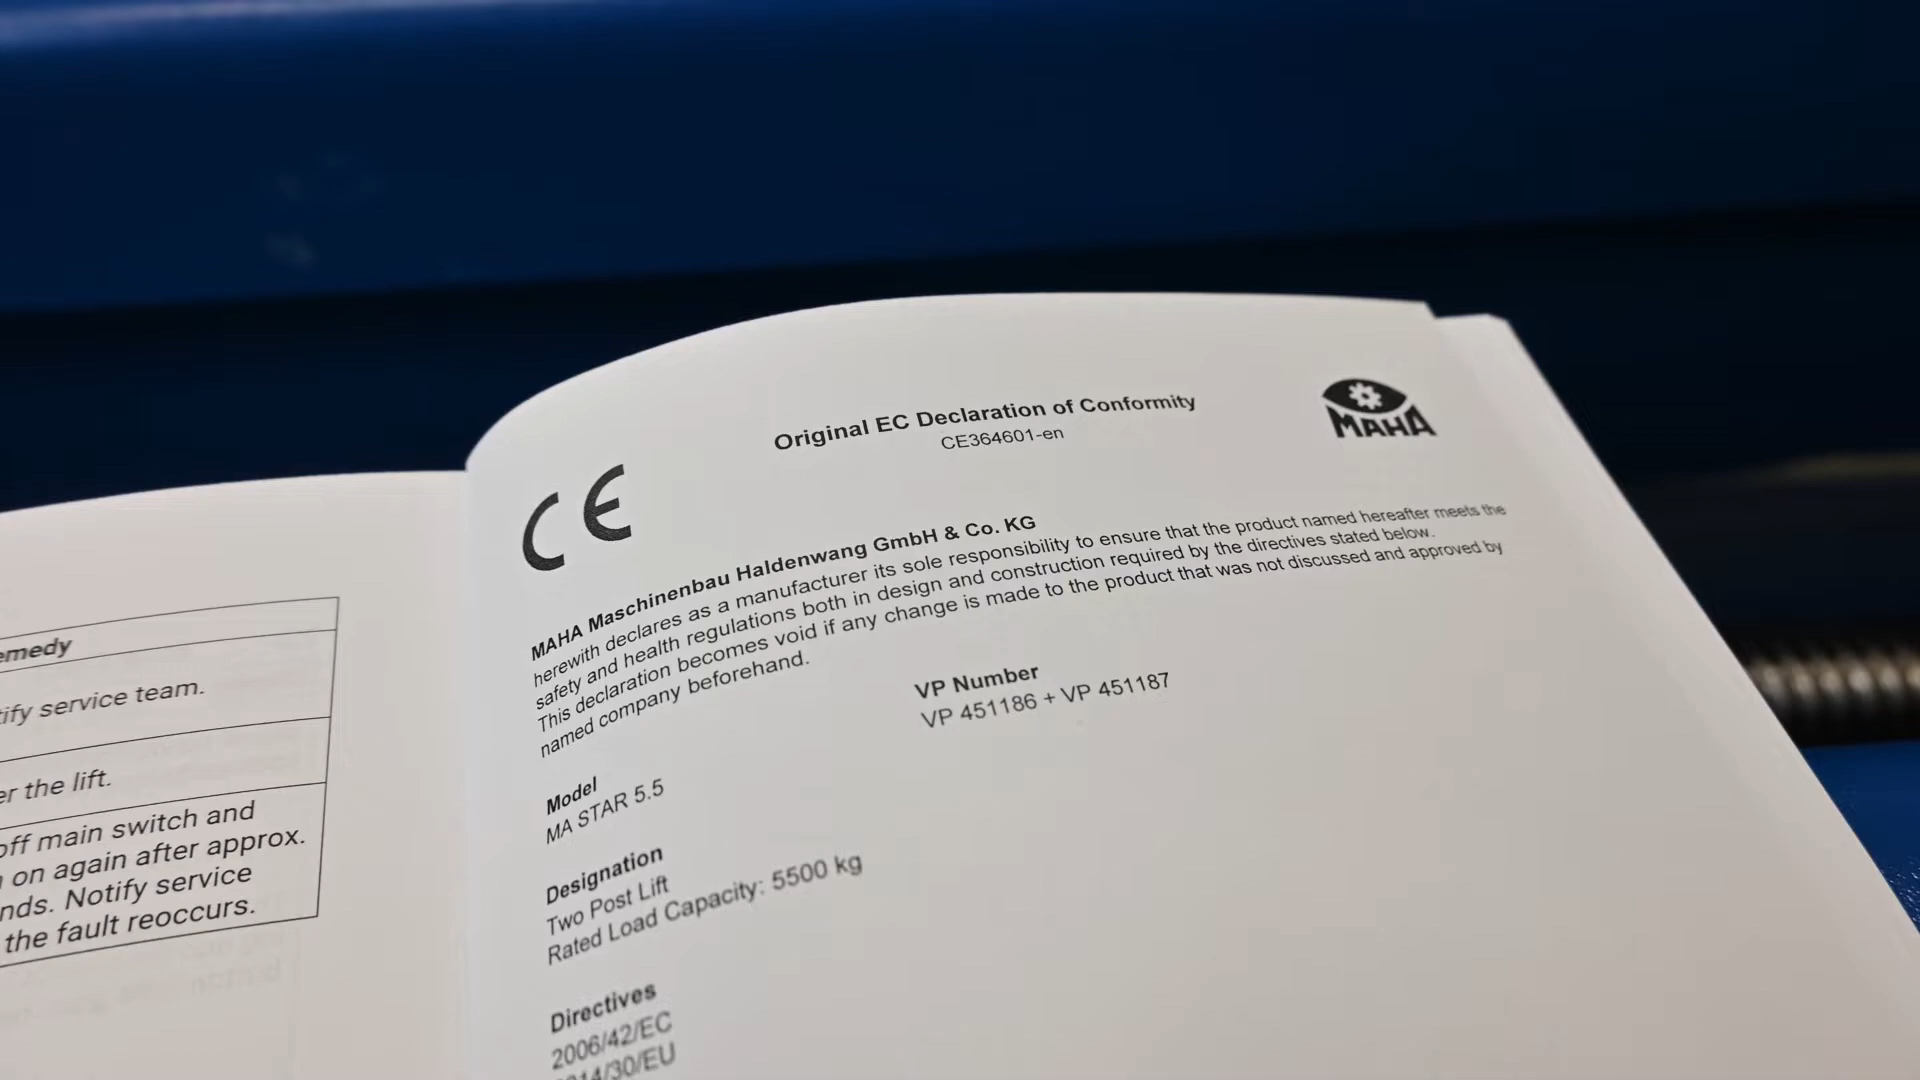 emedy
tify service team.
er the lift.
off main switch and
on again after approx.
nds. Notify service
the fault reoccurs.
Original EC Declaration of Conformity
CE364601-en
MAHA
CE
MAHA Maschinenbau Haldenwang GmbH & Co. KG
herewith declares as a manufacturer its sole responsibility to ensure that the product named hereafter meets the
safety and health regulations both in design and construction required by the directives stated below.
This declaration becomes void if any change is made to the product that was not discussed and approved by
named company beforehand.
VP Number
VP 451186 + VP 451187
Model
MA STAR 5.5
Designation
Two Post Lift
Rated Load Capacity: 5500 kg
Directives
2006/42/EC
2014/30/EU